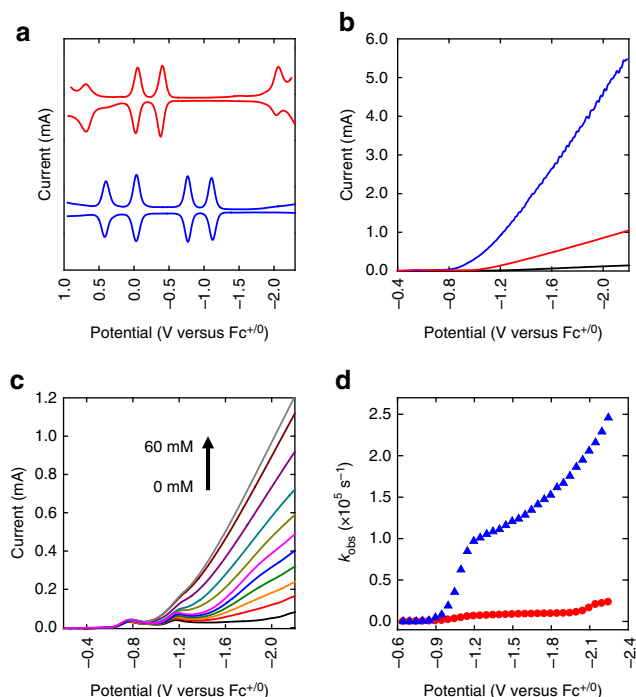 a
Current (mA)
1.0 0.5 0.0 −0.5 −1.0 −1.5 −2.0
Potential (V versus Fc+/0)
b
6.0
5.0
4.0
3.0
2.0
1.0
0.0
Current (mA)
−0.4 −0.8 −1.2 −1.6 −2.0
Potential (V versus Fc+/0)
c
1.2
1.0
0.8
0.6
0.4
0.2
0.0
Current (mA)
60 mM
0 mM
−0.4 −0.8 −1.2 −1.6 −2.0
Potential (V versus Fc+/0)
d
2.5
2.0
1.5
1.0
0.5
0.0
kobs (×10⁵ s⁻¹)
−0.6 −0.9 −1.2 −1.5 −1.8 −2.1 −2.4
Potential (V versus Fc+/0)